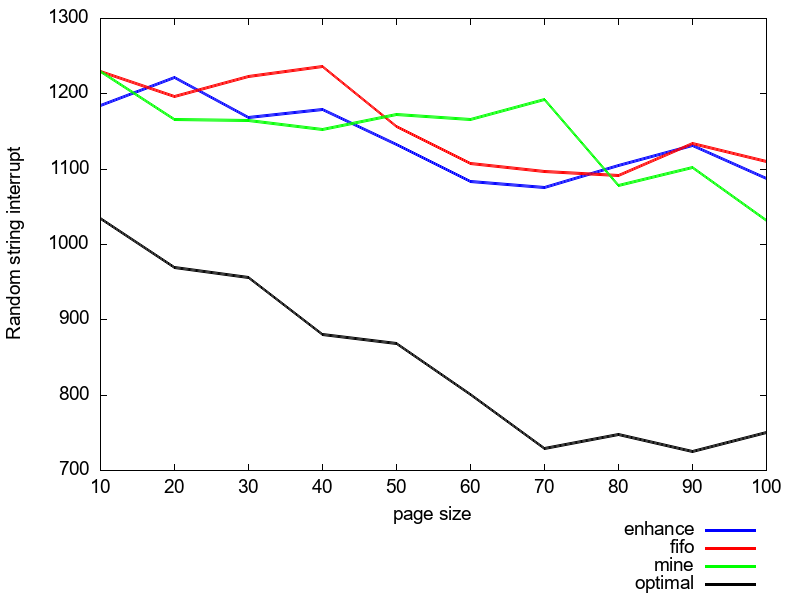 1300
1200
1100
1000
900
800
700
Random string interrupt
10 20 30 40 50 60 70 80 90 100
page size
enhance
fifo
mine
optimal